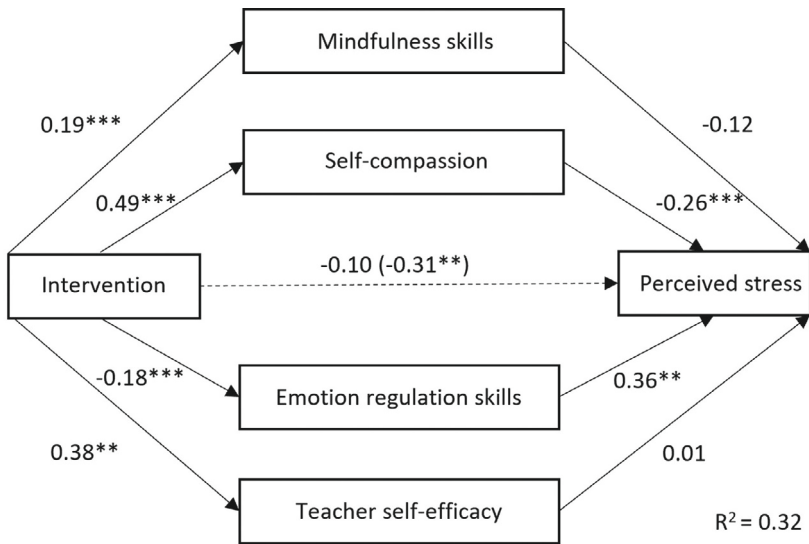 Mindfulness skills
0.19***
-0.12
Self-compassion
0.49***
-0.26***
Intervention
-0.10 (-0.31**)
Perceived stress
-0.18***
Emotion regulation skills
0.36**
0.38**
0.01
Teacher self-efficacy
R² = 0.32